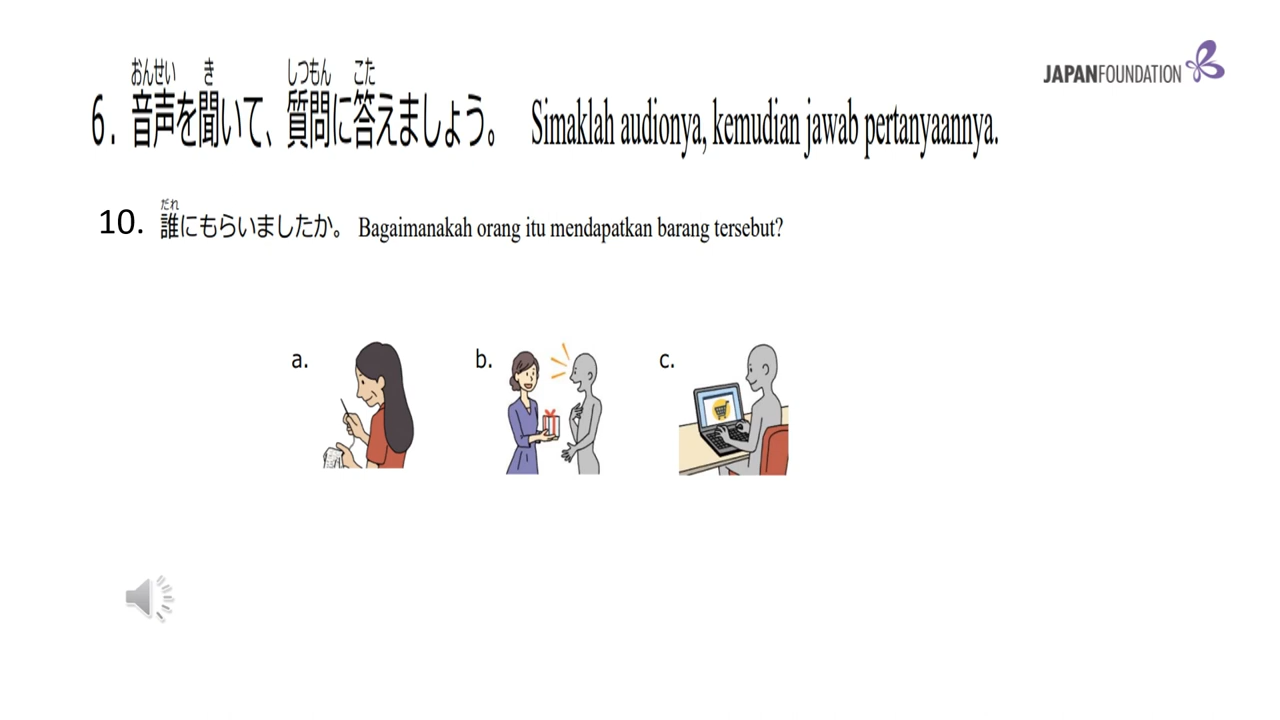 おんせい き しつもん こた
6. 音声を聞いて、質問に答えましょう。 Simaklah audionya, kemudian jawab pertanyaannya.
JAPANFOUNDATION
だれ
10. 誰にもらいましたか。 Bagaimanakah orang itu mendapatkan barang tersebut?
a. b. c.